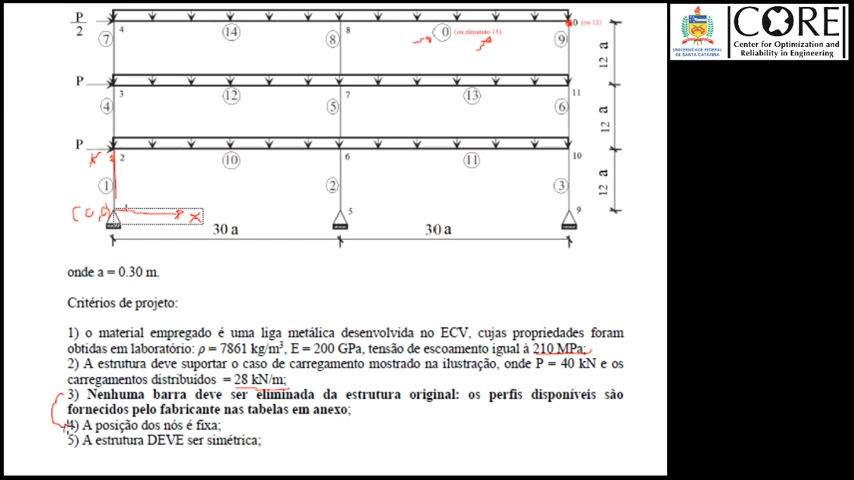 P
2
4
8
0 (ou 12)
7
14
8
0 (ou elemento 15)
9
12 a
P
3
7
11
4
12
5
13
6
12 a
P
2
6
10
Y
1
10
2
11
3
12 a
(0,0)
1
X
5
9
30 a
30 a
onde a = 0.30 m.
Critérios de projeto:
1) o material empregado é uma liga metálica desenvolvida no ECV, cujas propriedades foram
obtidas em laboratório: ρ = 7861 kg/m³, E = 200 GPa, tensão de escoamento igual à 210 MPa;
2) A estrutura deve suportar o caso de carregamento mostrado na ilustração, onde P = 40 kN e os
carregamentos distribuídos = 28 kN/m;
3) Nenhuma barra deve ser eliminada da estrutura original: os perfis disponíveis são
fornecidos pelo fabricante nas tabelas em anexo;
4) A posição dos nós é fixa;
5) A estrutura DEVE ser simétrica;
UNIVERSIDADE FEDERAL
DE SANTA CATARINA
CORE
Center for Optimization and
Reliability in Engineering